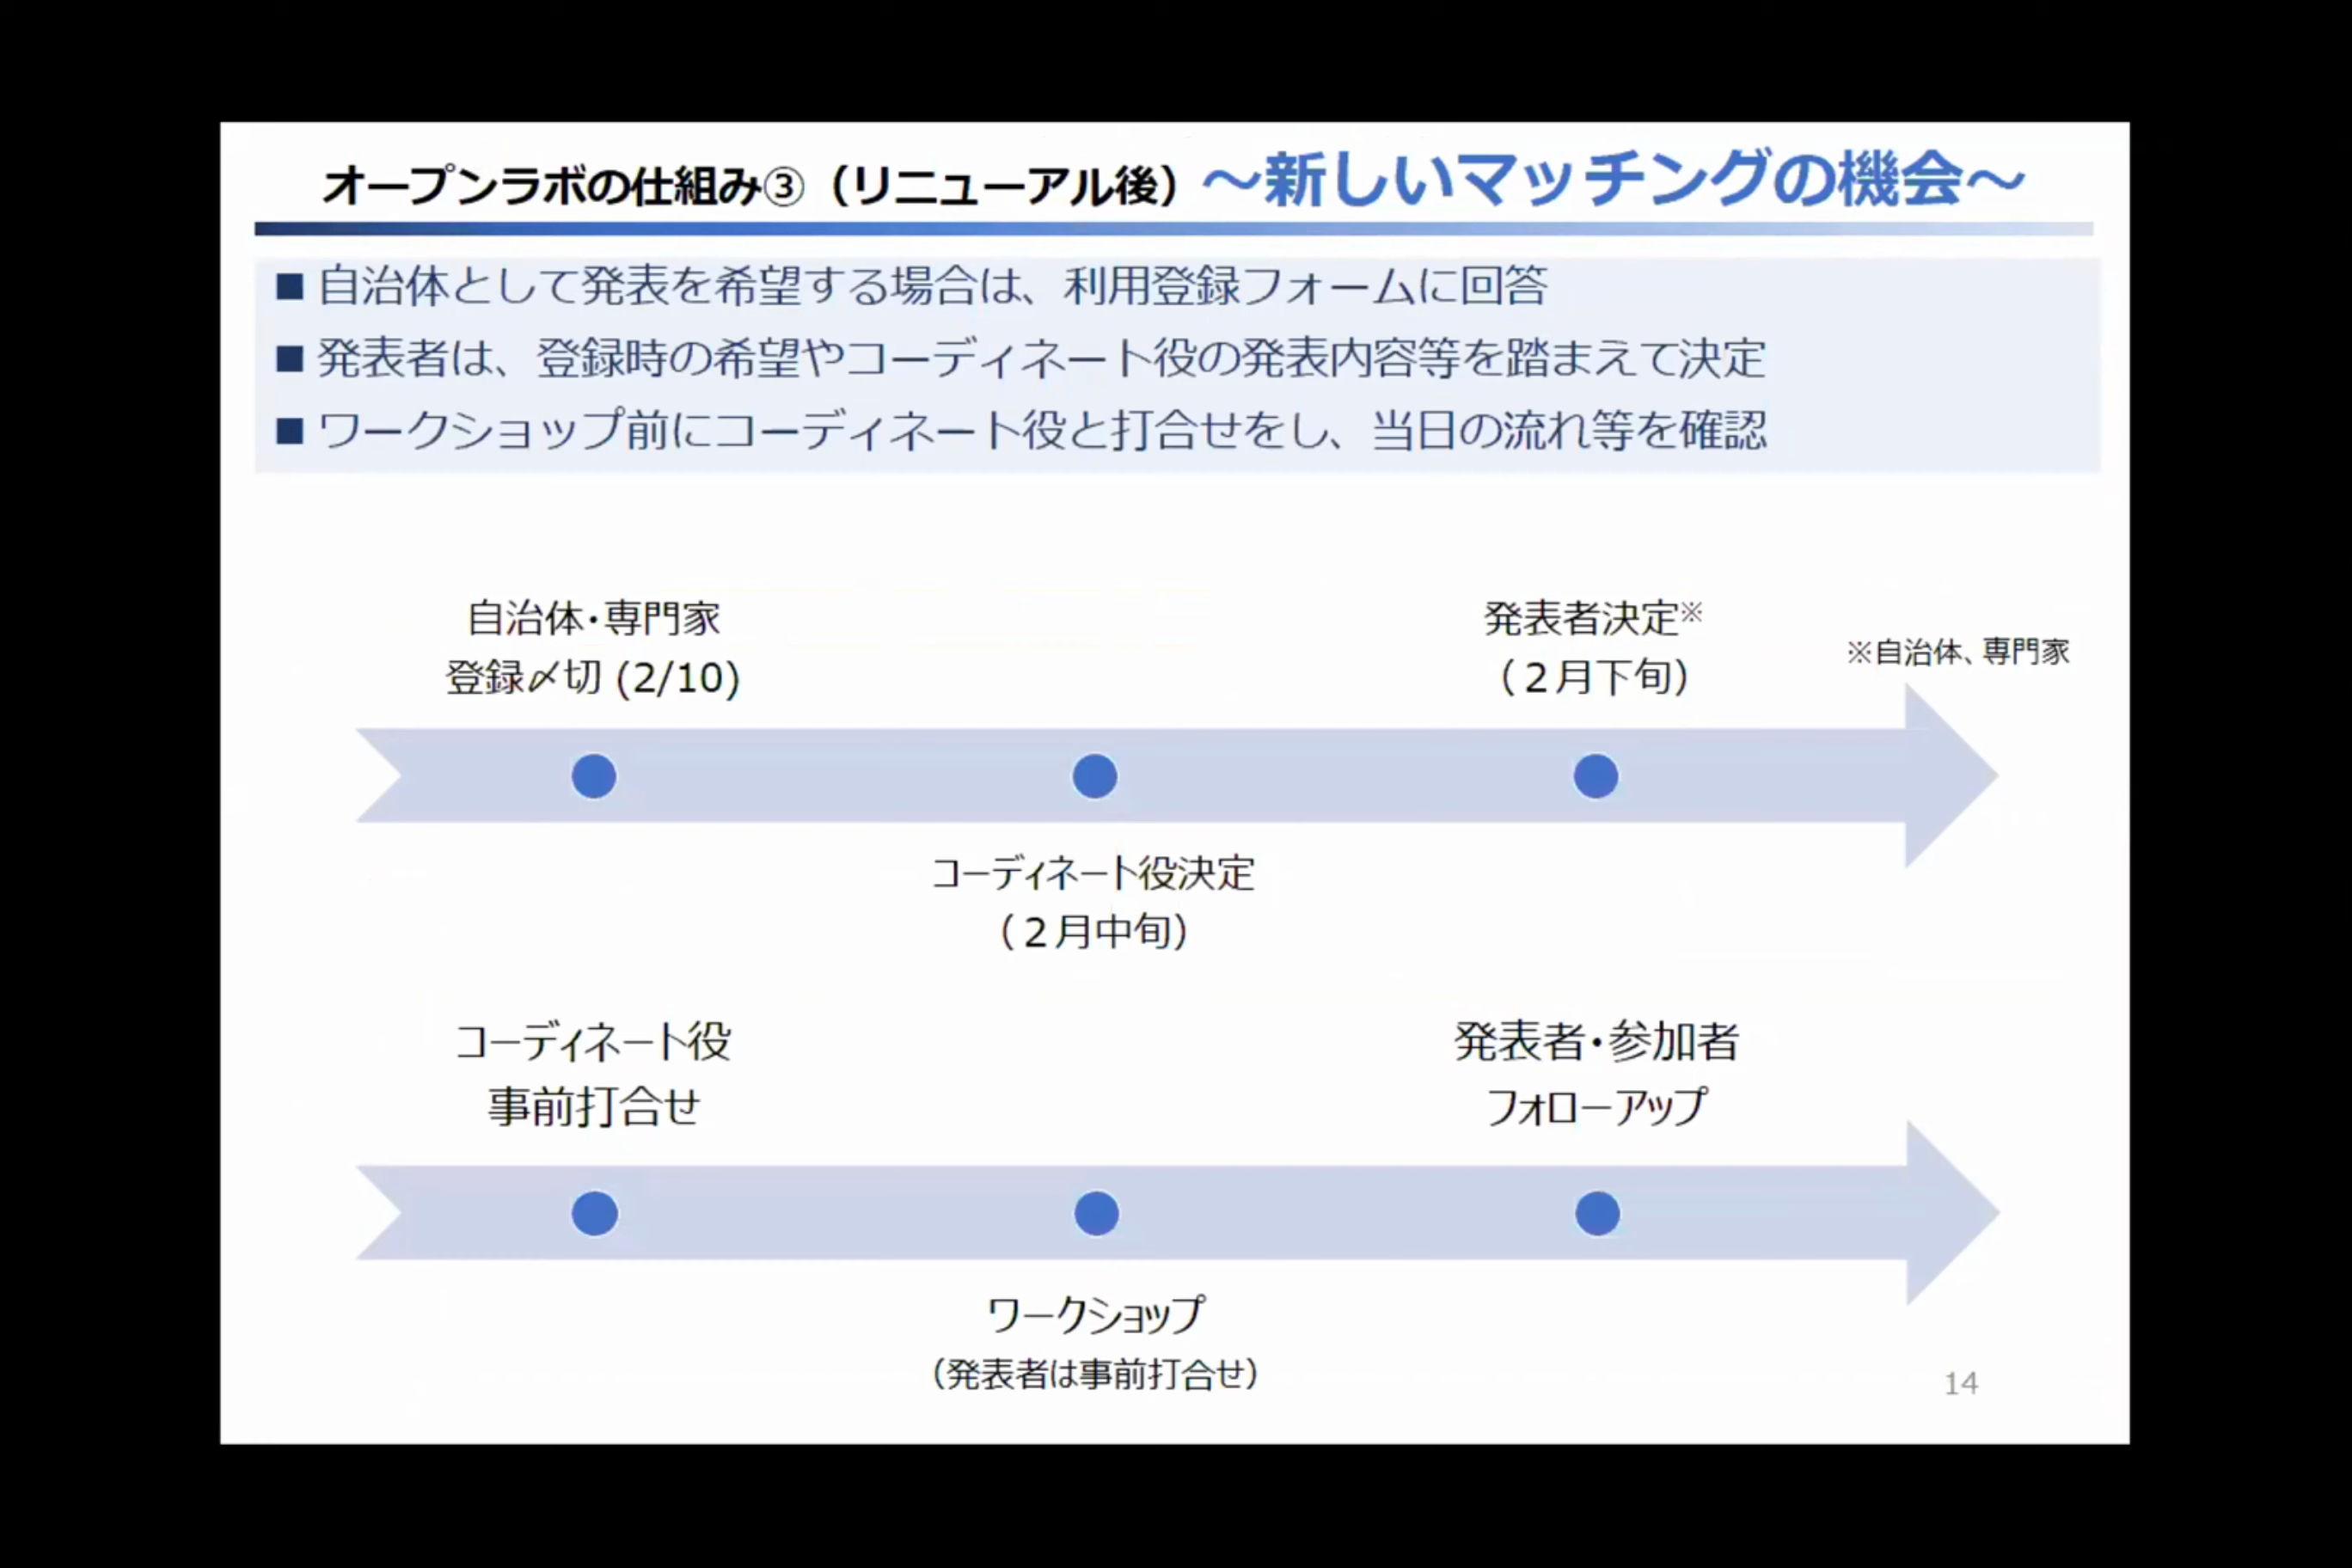 オープンラボの仕組み③（リニューアル後）～新しいマッチングの機会～
■ 自治体として発表を希望する場合は、利用登録フォームに回答
■ 発表者は、登録時の希望やコーディネート役の発表内容等を踏まえて決定
■ ワークショップ前にコーディネート役と打合せをし、当日の流れ等を確認
自治体・専門家
登録〆切 (2/10)
発表者決定※
（２月下旬）
※自治体、専門家
コーディネート役決定
（２月中旬）
コーディネート役
事前打合せ
発表者・参加者
フォローアップ
ワークショップ
（発表者は事前打合せ）
14